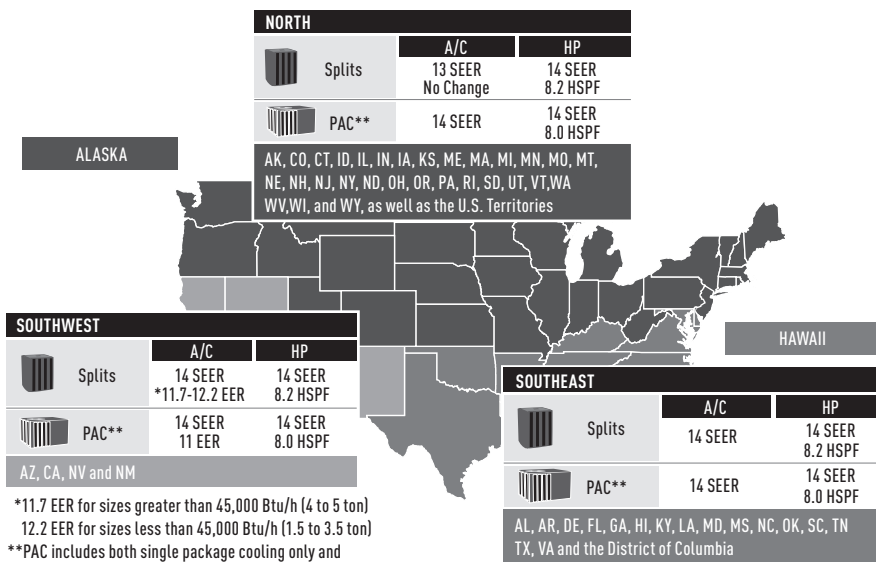 NORTH
A/C HP
Splits 13 SEER 14 SEER
No Change 8.2 HSPF
PAC** 14 SEER 14 SEER
8.0 HSPF
AK, CO, CT, ID, IL, IN, IA, KS, ME, MA, MI, MN, MO, MT,
NE, NH, NJ, NY, ND, OH, OR, PA, RI, SD, UT, VT,WA
WV,WI, and WY, as well as the U.S. Territories
ALASKA
HAWAII
SOUTHWEST
A/C HP
Splits 14 SEER 14 SEER
*11.7-12.2 EER 8.2 HSPF
PAC** 14 SEER 14 SEER
11 EER 8.0 HSPF
AZ, CA, NV and NM
*11.7 EER for sizes greater than 45,000 Btu/h (4 to 5 ton)
12.2 EER for sizes less than 45,000 Btu/h (1.5 to 3.5 ton)
**PAC includes both single package cooling only and
SOUTHEAST
A/C HP
Splits 14 SEER 14 SEER
8.2 HSPF
PAC** 14 SEER 14 SEER
8.0 HSPF
AL, AR, DE, FL, GA, HI, KY, LA, MD, MS, NC, OK, SC, TN
TX, VA and the District of Columbia